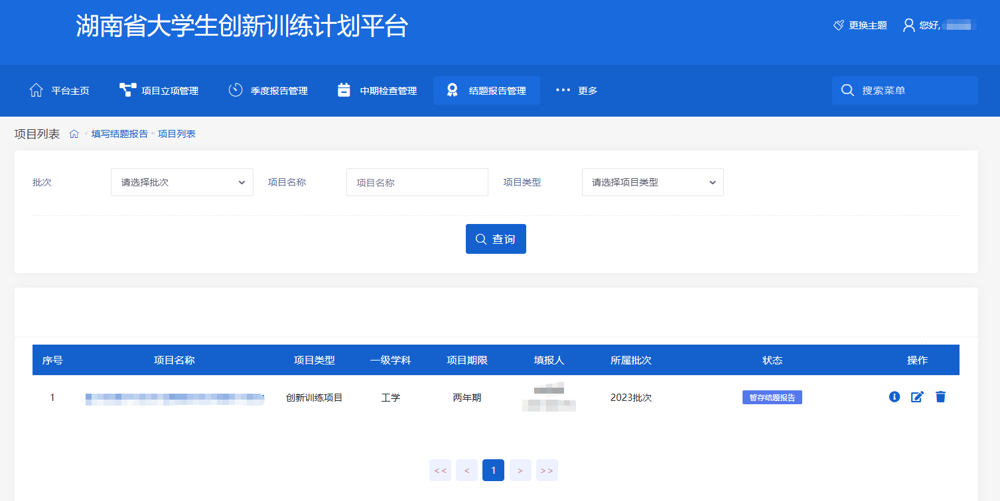 湖南省大学生创新训练计划平台
更换主题 您好,
平台主页 项目立项管理 季度报告管理 中期检查管理 结题报告管理 更多 搜索菜单
项目列表 填写结题报告 项目列表
批次 请选择批次 项目名称 项目名称 项目类型 请选择项目类型
查询
序号 项目名称 项目类型 一级学科 项目期限 填报人 所属批次 状态 操作
1 创新训练项目 工学 两年期 2023批次 暂存结题报告
<< < 1 > >>